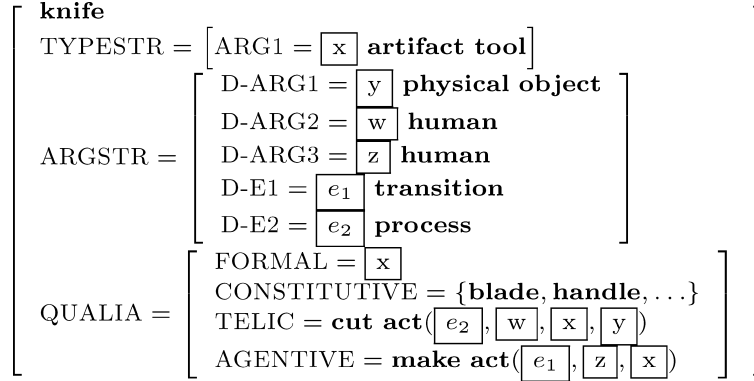 knife
TYPESTR = [ARG1 = x artifact tool]
D-ARG1 = y physical object
D-ARG2 = w human
ARGSTR = D-ARG3 = z human
D-E1 = e₁ transition
D-E2 = e₂ process
FORMAL = x
CONSTITUTIVE = {blade, handle, ...}
QUALIA = TELIC = cut act(e₂, w, x, y)
AGENTIVE = make act(e₁, z, x)